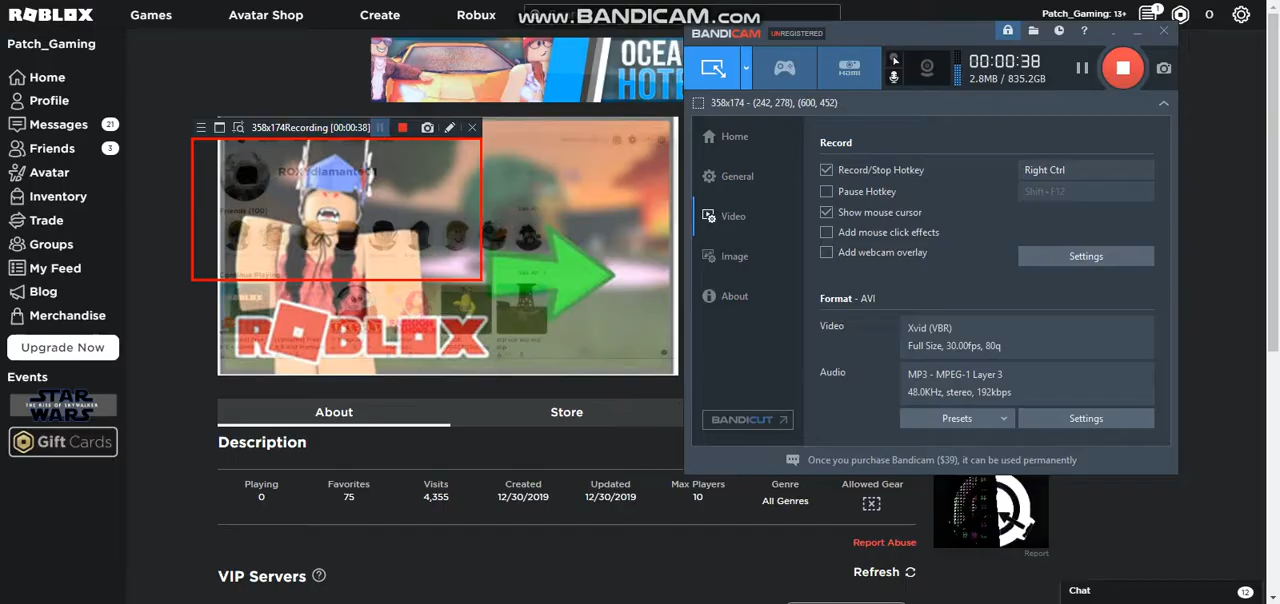 ROBLOX
Games
Avatar Shop
Create
Robux
www.BANDICAM.com
Patch_Gaming: 13+
1
0
Patch_Gaming
Home
Profile
Messages 21
Friends 3
Avatar
Inventory
Trade
Groups
My Feed
Blog
Merchandise
Upgrade Now
Events
STAR WARS
Gift Cards
OCEA
HOT
358x174Recording [00:00:38]
Friends (100)
ROBLOX
BANDICAM UNREGISTERED
HDMI
00:00:38
2.8MB / 835.2GB
358x174 - (242, 278), (600, 452)
Home
General
Video
Image
About
BANDICUT
Record
Record/Stop Hotkey Right Ctrl
Pause Hotkey Shift+F12
Show mouse cursor
Add mouse click effects
Add webcam overlay Settings
Format - AVI
Video Xvid (VBR)
Full Size, 30.00fps, 80q
Audio MP3 - MPEG-1 Layer 3
48.0KHz, stereo, 192kbps
Presets Settings
Once you purchase Bandicam ($39), it can be used permanently
About Store
Description
Playing Favorites Visits Created Updated Max Players Genre Allowed Gear
0 75 4,355 12/30/2019 12/30/2019 10 All Genres
Report Abuse
Report
VIP Servers
Refresh
Chat 12